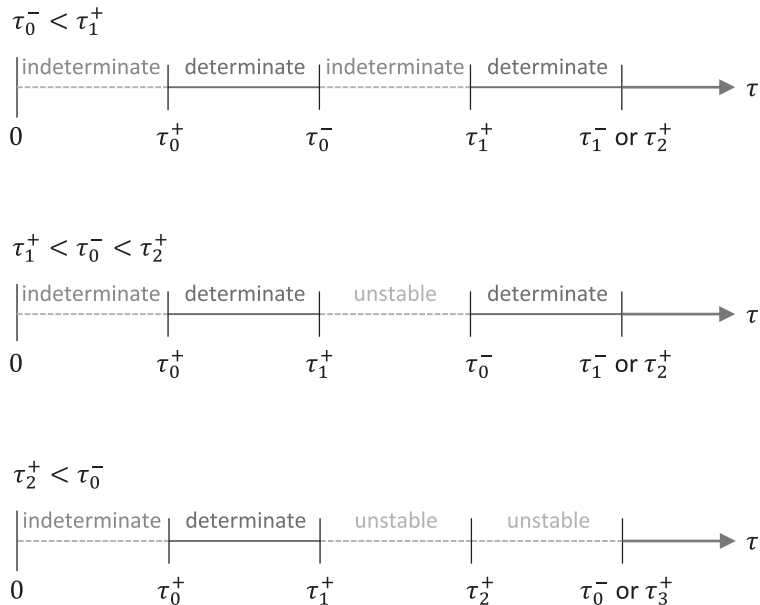 τ₀⁻ < τ₁⁺
indeterminate determinate indeterminate determinate
τ
0 τ₀⁺ τ₀⁻ τ₁⁺ τ₁⁻ or τ₂⁺
τ₁⁺ < τ₀⁻ < τ₂⁺
indeterminate determinate unstable determinate
τ
0 τ₀⁺ τ₁⁺ τ₀⁻ τ₁⁻ or τ₂⁺
τ₂⁺ < τ₀⁻
indeterminate determinate unstable unstable
τ
0 τ₀⁺ τ₁⁺ τ₂⁺ τ₀⁻ or τ₃⁺